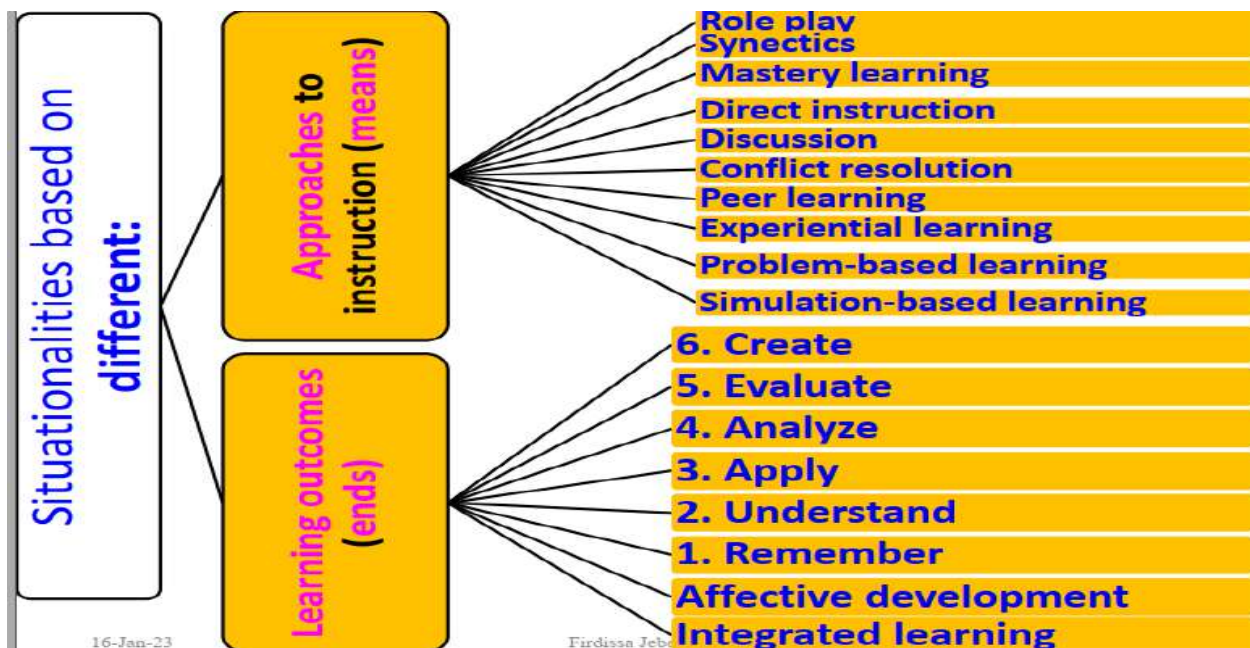 Situationalities based on
different:
Approaches to
instruction (means)
Role play
Synectics
Mastery learning
Direct instruction
Discussion
Conflict resolution
Peer learning
Experiential learning
Problem-based learning
Simulation-based learning
Learning outcomes
(ends)
6. Create
5. Evaluate
4. Analyze
3. Apply
2. Understand
1. Remember
Affective development
Integrated learning
16-Jan-23
Firdissa